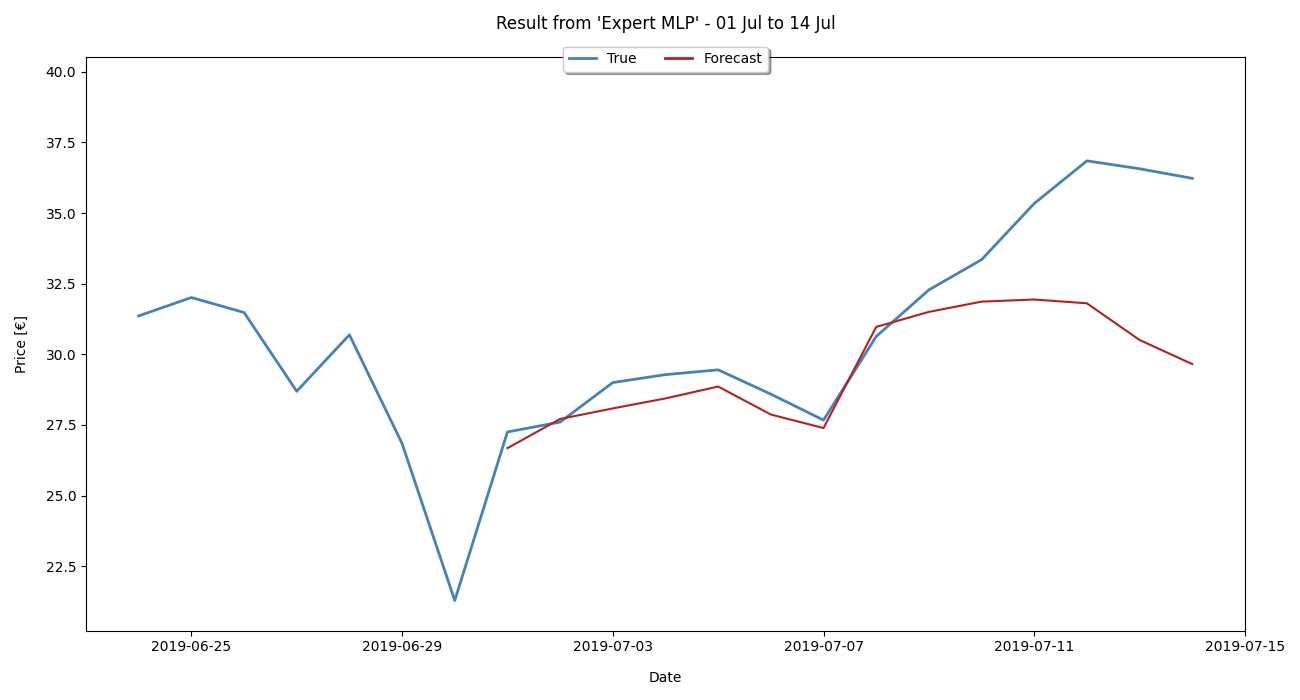 Result from 'Expert MLP' - 01 Jul to 14 Jul
True Forecast
40.0
37.5
35.0
32.5
30.0
27.5
25.0
22.5
Price [€]
2019-06-25 2019-06-29 2019-07-03 2019-07-07 2019-07-11 2019-07-15
Date